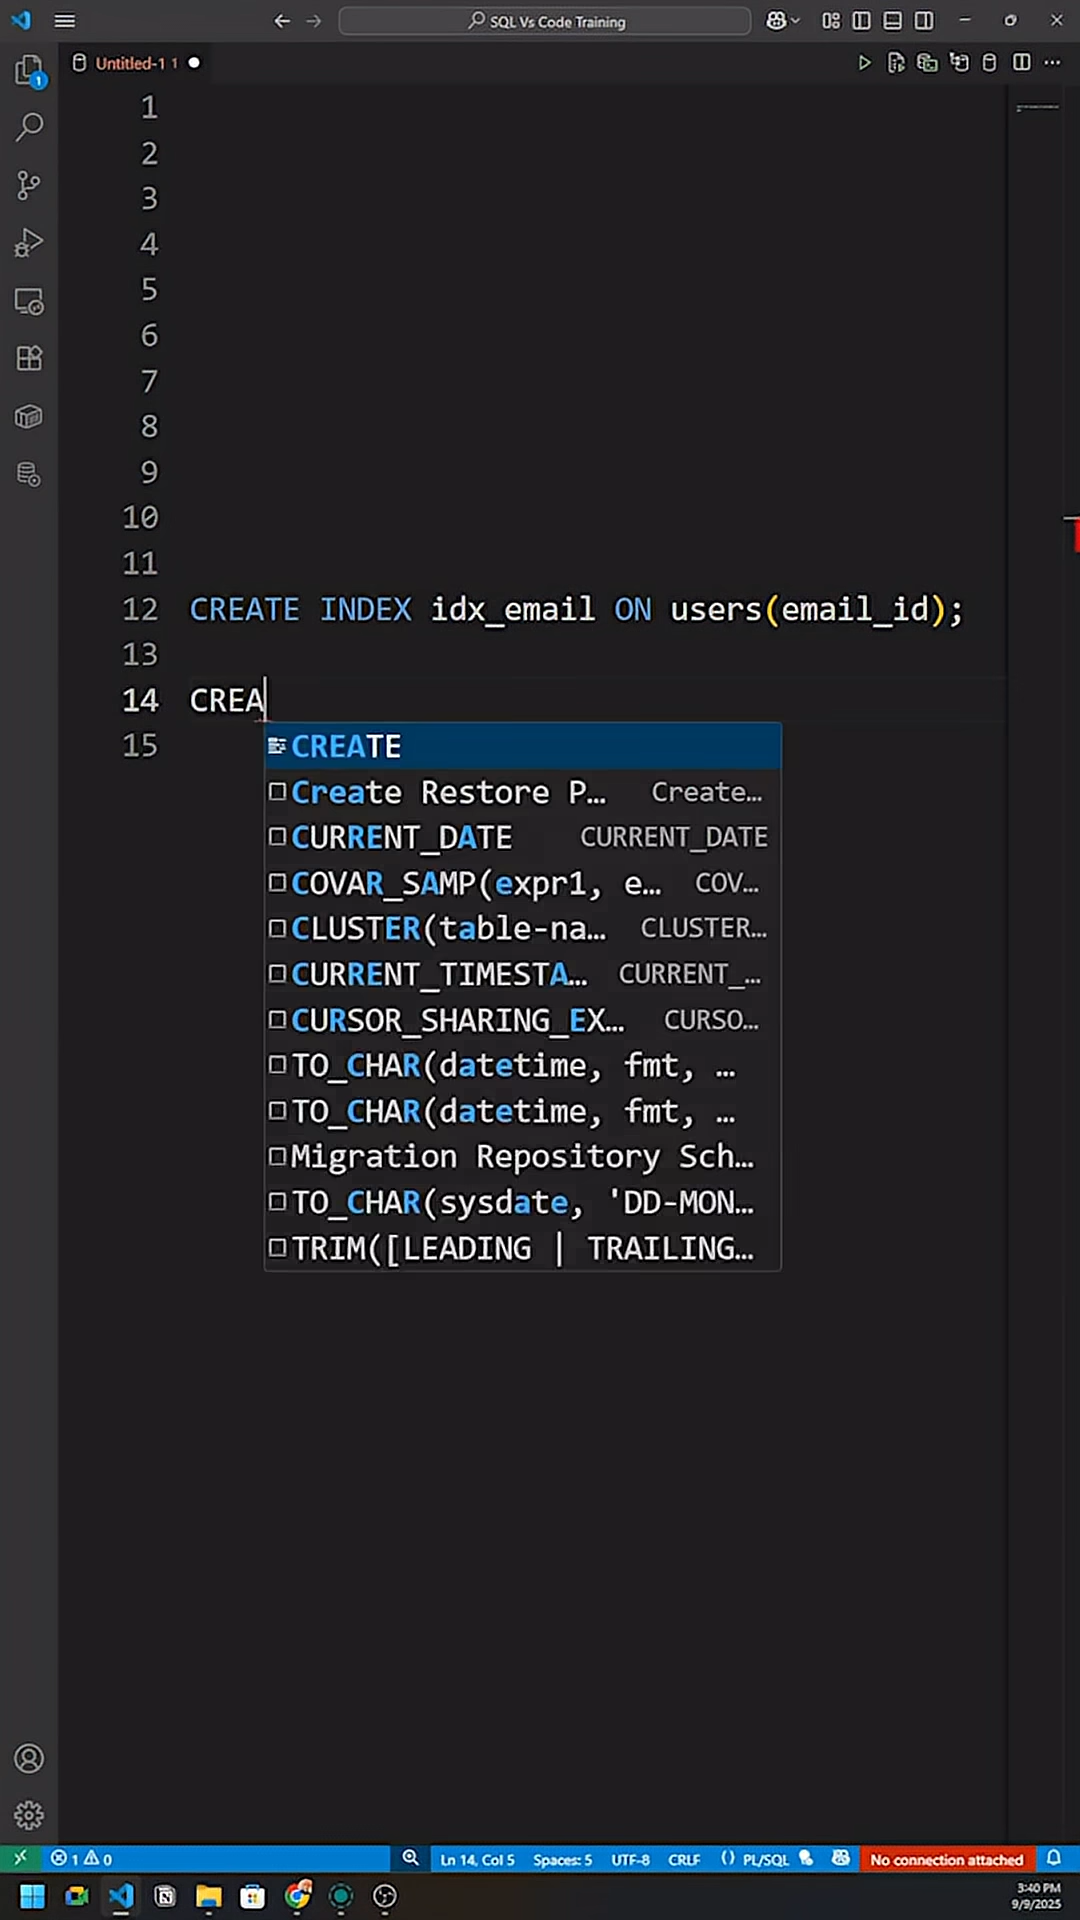 SQL Vs Code Training
1
Untitled-1 1
1
2
3
4
5
6
7
8
9
10
11
12 CREATE INDEX idx_email ON users(email_id);
13
14 CREA
15
CREATE
Create Restore P… Create…
CURRENT_DATE CURRENT_DATE
COVAR_SAMP(expr1, e… COV…
CLUSTER(table-na… CLUSTER…
CURRENT_TIMESTA… CURRENT_…
CURSOR_SHARING_EX… CURSO…
TO_CHAR(datetime, fmt, …
TO_CHAR(datetime, fmt, …
Migration Repository Sch…
TO_CHAR(sysdate, 'DD-MON…
TRIM([LEADING | TRAILING…
1 0 Ln 14, Col 5 Spaces: 5 UTF-8 CRLF () PL/SQL No connection attached
3:40 PM
9/9/2025